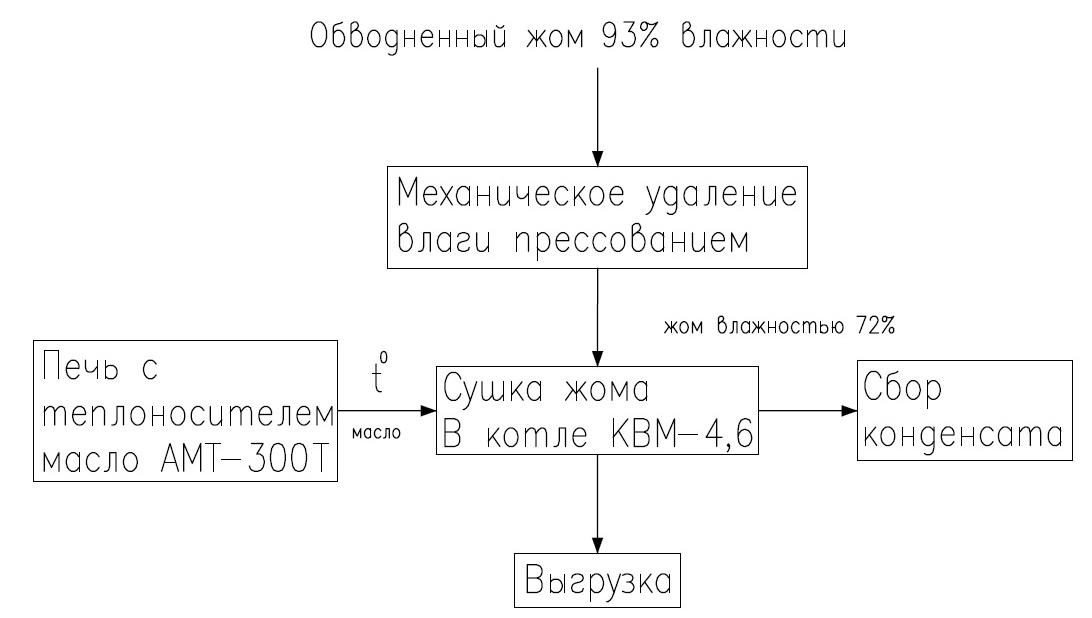 Обводненный жом 93% влажности
Механическое удаление
влаги прессованием
жом влажностью 72%
Печь с
теплоносителем
масло АМТ-300Т
t°
масло
Сушка жома
В котле КВМ-4,6
Сбор
конденсата
Выгрузка